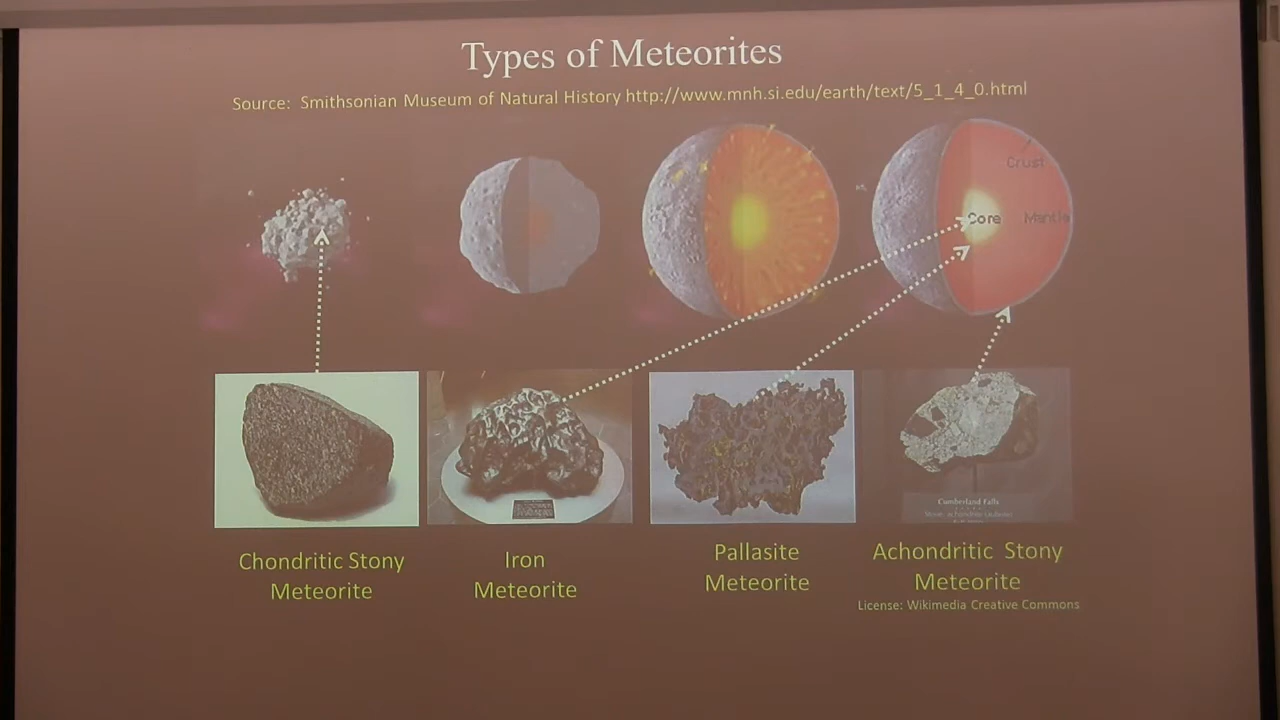 Types of Meteorites
Source: Smithsonian Museum of Natural History http://www.mnh.si.edu/earth/text/5_1_4_0.html
Crust
Core
Mantle
Chondritic Stony
Meteorite
Iron
Meteorite
Pallasite
Meteorite
Cumberland Falls
Achondritic Stony
Meteorite
License: Wikimedia Creative Commons